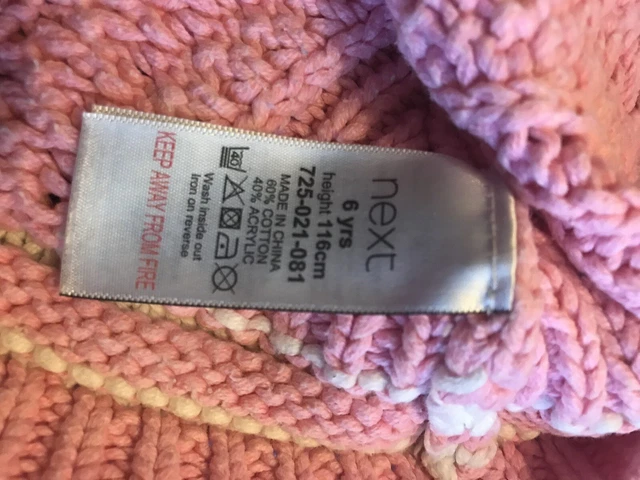 next
6 yrs
height 116cm
725-021-081
MADE IN CHINA
60% COTTON
40% ACRYLIC
40
Wash inside out
Iron on reverse
KEEP AWAY FROM FIRE